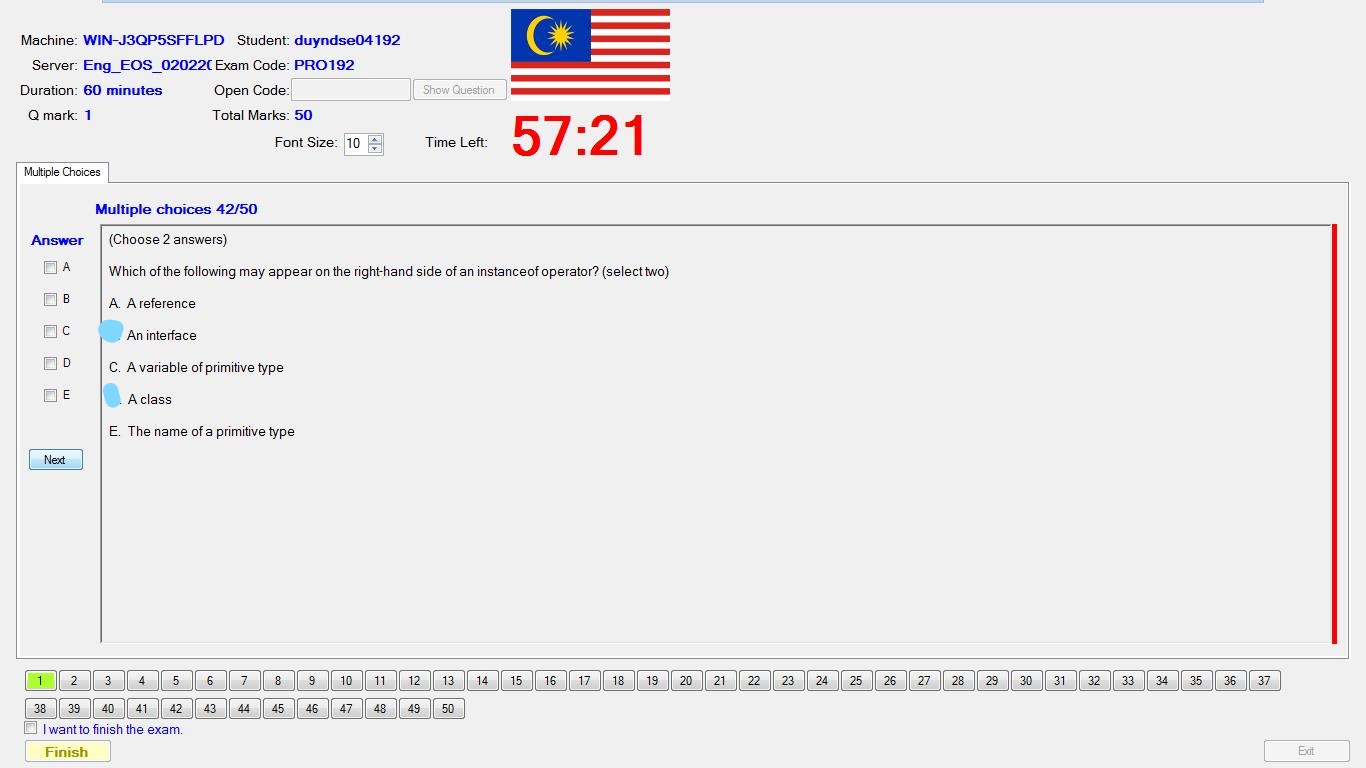 Machine: WIN-J3QP5SFFLPD Student: duyndse04192
Server: Eng_EOS_02022( Exam Code: PRO192
Duration: 60 minutes Open Code: Show Question
Q mark: 1 Total Marks: 50
Font Size: 10 Time Left: 57:21
Multiple Choices
Multiple choices 42/50
Answer
(Choose 2 answers)
A
Which of the following may appear on the right-hand side of an instanceof operator? (select two)
B
A. A reference
C
An interface
D
C. A variable of primitive type
E
A class
E. The name of a primitive type
Next
1 2 3 4 5 6 7 8 9 10 11 12 13 14 15 16 17 18 19 20 21 22 23 24 25 26 27 28 29 30 31 32 33 34 35 36 37
38 39 40 41 42 43 44 45 46 47 48 49 50
I want to finish the exam.
Finish Exit